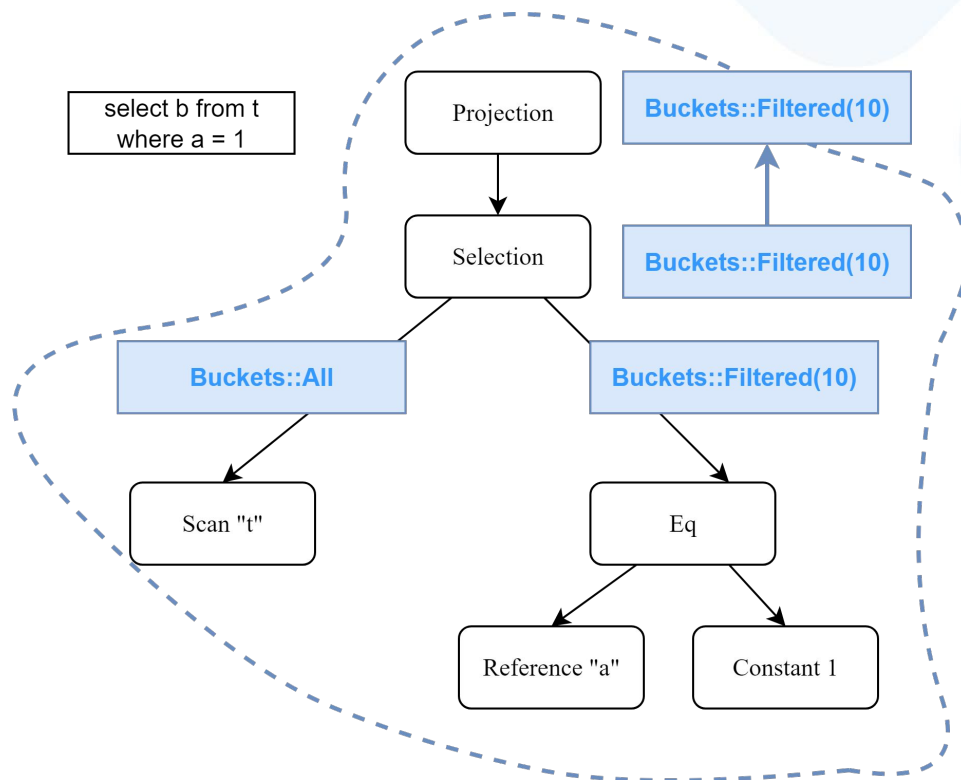 select b from t
where a = 1
Projection
Buckets::Filtered(10)
Selection
Buckets::Filtered(10)
Buckets::All
Buckets::Filtered(10)
Scan "t"
Eq
Reference "a"
Constant 1